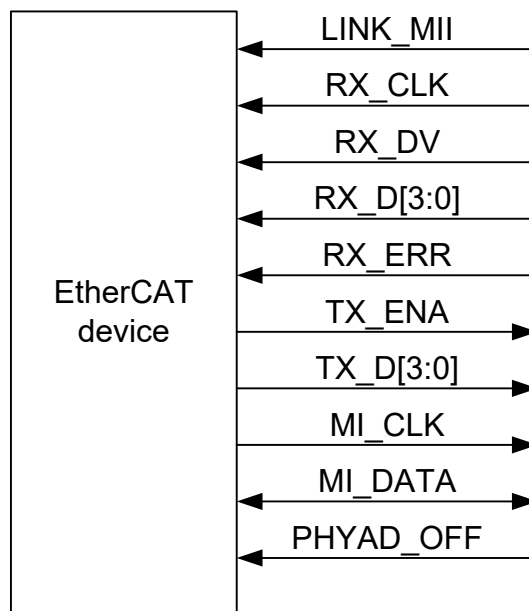 LINK_MII
RX_CLK
RX_DV
RX_D[3:0]
RX_ERR
EtherCAT
device
TX_ENA
TX_D[3:0]
MI_CLK
MI_DATA
PHYAD_OFF